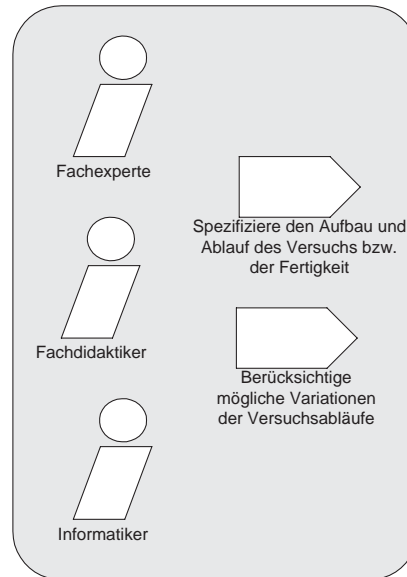 Fachexperte
Spezifiziere den Aufbau und
Ablauf des Versuchs bzw.
der Fertigkeit
Fachdidaktiker
Berücksichtige
mögliche Variationen
der Versuchsabläufe
Informatiker